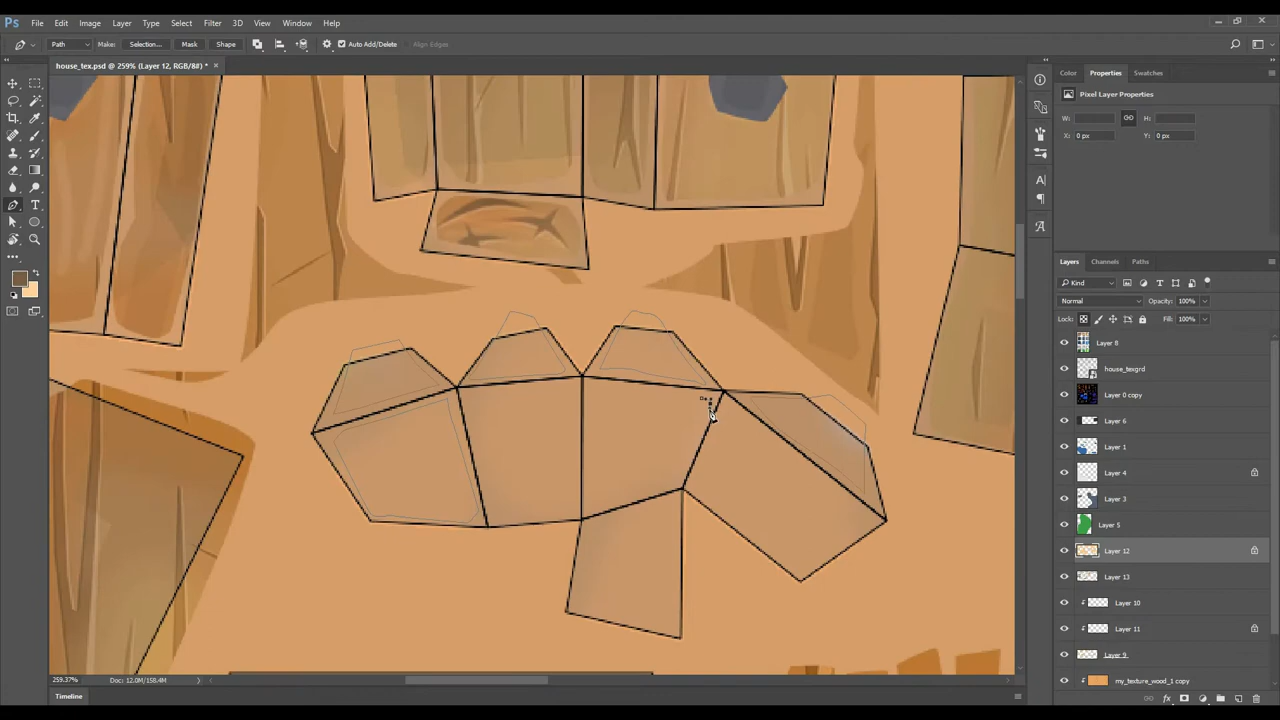 Ps File Edit Image Layer Type Select Filter 3D View Window Help
Path Make: Selection... Mask Shape Auto Add/Delete Align Edges
house_tex.psd @ 259% (Layer 12, RGB/8#) *
Color Properties Swatches
Pixel Layer Properties
W: H:
X: 0 px Y: 0 px
Layers Channels Paths
Kind
Normal Opacity: 100%
Lock: Fill: 100%
Layer 8
house_texgrd
Layer 0 copy
Layer 6
Layer 1
Layer 4
Layer 3
Layer 5
Layer 12
Layer 13
Layer 10
Layer 11
Layer 9
my_texture_wood_1 copy
259.37% Doc: 12.0M/158.4M
Timeline